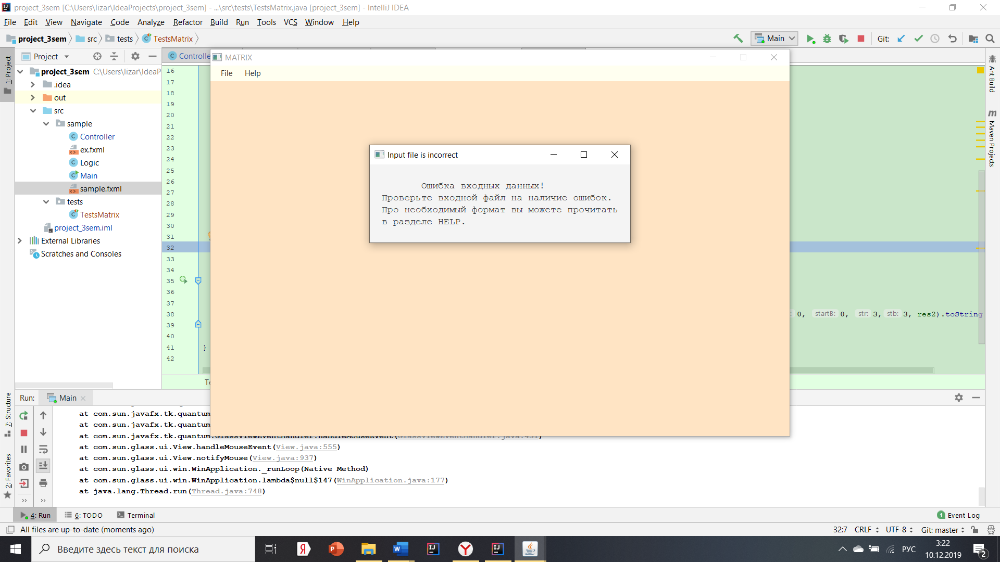 project_3sem [C:\Users\lizar\IdeaProjects\project_3sem] - ...\src\tests\TestsMatrix.java [project_3sem] - IntelliJ IDEA
File Edit View Navigate Code Analyze Refactor Build Run Tools VCS Window Help
project_3sem src tests TestsMatrix Main Git:
1: Project
Project
project_3sem C:\Users\lizar\IdeaP
.idea
out
src
sample
Controller
ex.fxml
Logic
Main
sample.fxml
tests
TestsMatrix
project_3sem.iml
External Libraries
Scratches and Consoles
Controlle
MATRIX
File Help
Input file is incorrect
Ошибка входных данных!
Проверьте входной файл на наличие ошибок.
Про необходимый формат вы можете прочитать
в разделе HELP.
16
17
18
19
20
21
22
23
24
25
26
27
28
29
30
31
32
33
34
35
36
37
38
39
40
41 }
42
: 0, startB: 0, str: 3, stb: 3, res2).toString
Ant Build
Maven Projects
7: Structure
2: Favorites
Run: Main
at com.sun.javafx.tk.quantum
at com.sun.javafx.tk.quantum
at com.sun.javafx.tk.quantum.GlassViewEventHandler.handleMouseEvent(GlassViewEventHandler.java:431)
at com.sun.glass.ui.View.handleMouseEvent(View.java:555)
at com.sun.glass.ui.View.notifyMouse(View.java:937)
at com.sun.glass.ui.win.WinApplication._runLoop(Native Method)
at com.sun.glass.ui.win.WinApplication.lambda$null$147(WinApplication.java:177)
at java.lang.Thread.run(Thread.java:748)
4: Run 6: TODO Terminal 1 Event Log
All files are up-to-date (moments ago) 32:7 CRLF UTF-8 Git: master
Введите здесь текст для поиска
РУС
3:22
10.12.2019
2